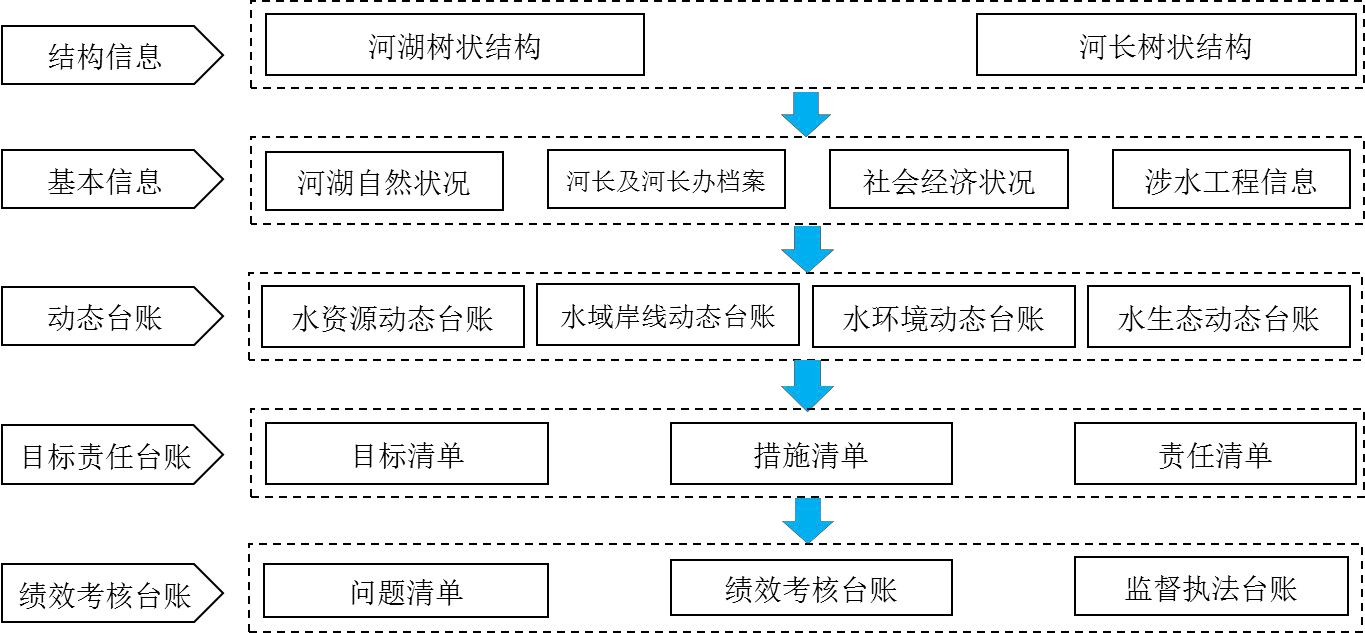 结构信息
河湖树状结构
河长树状结构
基本信息
河湖自然状况
河长及河长办档案
社会经济状况
涉水工程信息
动态台账
水资源动态台账
水域岸线动态台账
水环境动态台账
水生态动态台账
目标责任台账
目标清单
措施清单
责任清单
绩效考核台账
问题清单
绩效考核台账
监督执法台账